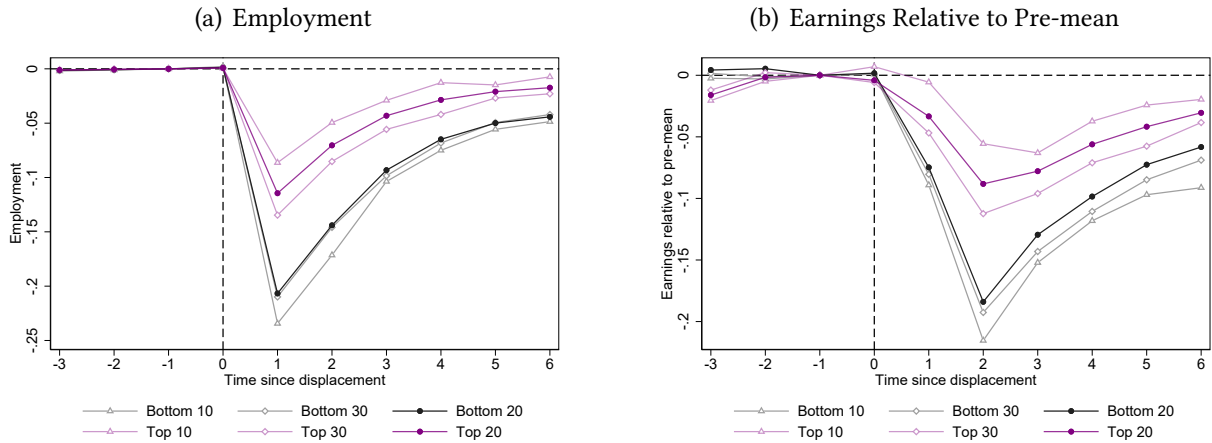 (a) Employment
Employment
0
-.05
-.1
-.15
-.2
-.25
-3 -2 -1 0 1 2 3 4 5 6
Time since displacement
Bottom 10 Bottom 30 Bottom 20
Top 10 Top 30 Top 20
(b) Earnings Relative to Pre-mean
Earnings relative to pre-mean
0
-.05
-.1
-.15
-.2
-3 -2 -1 0 1 2 3 4 5 6
Time since displacement
Bottom 10 Bottom 30 Bottom 20
Top 10 Top 30 Top 20